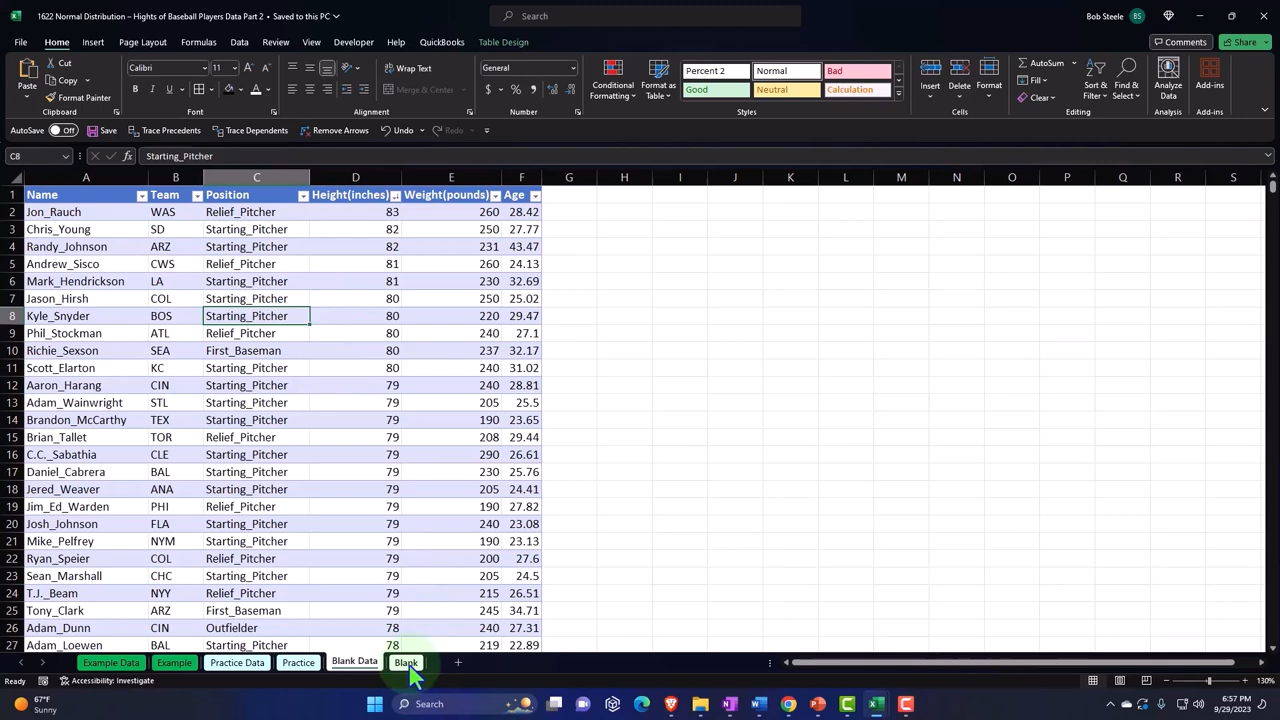 1622 Normal Distribution – Hights of Baseball Players Data Part 2 • Saved to this PC
Search
Bob Steele BS
File Home Insert Page Layout Formulas Data Review View Developer Help QuickBooks Table Design
Comments Share
Paste
Cut
Copy
Format Painter
Clipboard
Calibri 11
Font
Wrap Text
Merge & Center
Alignment
General
Number
Conditional Formatting
Format as Table
Percent 2 Normal Bad
Good Neutral Calculation
Styles
Insert Delete Format
Cells
AutoSum
Fill
Clear
Sort & Filter
Find & Select
Editing
Analyze Data
Analysis
Add-ins
Add-ins
AutoSave Off Save Trace Precedents Trace Dependents Remove Arrows Undo Redo
C8 Starting_Pitcher
A B C D E F G H I J K L M N O P Q R S
1 Name Team Position Height(inches) Weight(pounds) Age
2 Jon_Rauch WAS Relief_Pitcher 83 260 28.42
3 Chris_Young SD Starting_Pitcher 82 250 27.77
4 Randy_Johnson ARZ Starting_Pitcher 82 231 43.47
5 Andrew_Sisco CWS Relief_Pitcher 81 260 24.13
6 Mark_Hendrickson LA Starting_Pitcher 81 230 32.69
7 Jason_Hirsh COL Starting_Pitcher 80 250 25.02
8 Kyle_Snyder BOS Starting_Pitcher 80 220 29.47
9 Phil_Stockman ATL Relief_Pitcher 80 240 27.1
10 Richie_Sexson SEA First_Baseman 80 237 32.17
11 Scott_Elarton KC Starting_Pitcher 80 240 31.02
12 Aaron_Harang CIN Starting_Pitcher 79 240 28.81
13 Adam_Wainwright STL Starting_Pitcher 79 205 25.5
14 Brandon_McCarthy TEX Starting_Pitcher 79 190 23.65
15 Brian_Tallet TOR Relief_Pitcher 79 208 29.44
16 C.C._Sabathia CLE Starting_Pitcher 79 290 26.61
17 Daniel_Cabrera BAL Starting_Pitcher 79 230 25.76
18 Jered_Weaver ANA Starting_Pitcher 79 205 24.41
19 Jim_Ed_Warden PHI Relief_Pitcher 79 190 27.82
20 Josh_Johnson FLA Starting_Pitcher 79 240 23.08
21 Mike_Pelfrey NYM Starting_Pitcher 79 190 23.13
22 Ryan_Speier COL Relief_Pitcher 79 200 27.6
23 Sean_Marshall CHC Starting_Pitcher 79 205 24.5
24 T.J._Beam NYY Relief_Pitcher 79 215 26.51
25 Tony_Clark ARZ First_Baseman 79 245 34.71
26 Adam_Dunn CIN Outfielder 78 240 27.31
27 Adam_Loewen BAL Starting_Pitcher 78 219 22.89
Example Data Example Practice Data Practice Blank Data Blank
Ready Accessibility: Investigate 130%
67°F
Sunny
Search
6:57 PM
9/29/2023